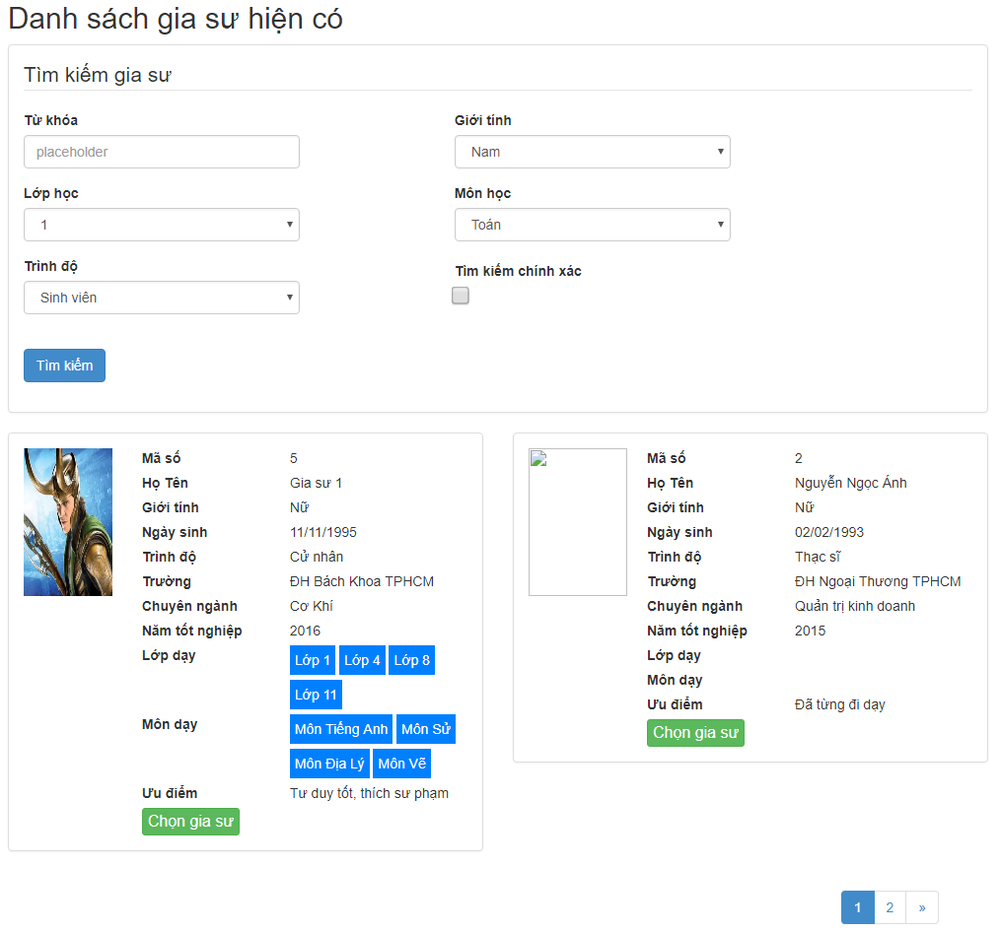 Danh sách gia sư hiện có
Tìm kiếm gia sư
Từ khóa
placeholder
Giới tính
Nam
Lớp học
1
Môn học
Toán
Trình độ
Sinh viên
Tìm kiếm chính xác
Tìm kiếm
Mã số 5
Họ Tên Gia sư 1
Giới tính Nữ
Ngày sinh 11/11/1995
Trình độ Cử nhân
Trường ĐH Bách Khoa TPHCM
Chuyên ngành Cơ Khí
Năm tốt nghiệp 2016
Lớp dạy Lớp 1 Lớp 4 Lớp 8
Lớp 11
Môn dạy Môn Tiếng Anh Môn Sử
Môn Địa Lý Môn Vẽ
Ưu điểm Tư duy tốt, thích sư phạm
Chọn gia sư
Mã số 2
Họ Tên Nguyễn Ngọc Ánh
Giới tính Nữ
Ngày sinh 02/02/1993
Trình độ Thạc sĩ
Trường ĐH Ngoại Thương TPHCM
Chuyên ngành Quản trị kinh doanh
Năm tốt nghiệp 2015
Lớp dạy
Môn dạy
Ưu điểm Đã từng đi dạy
Chọn gia sư
1 2 »